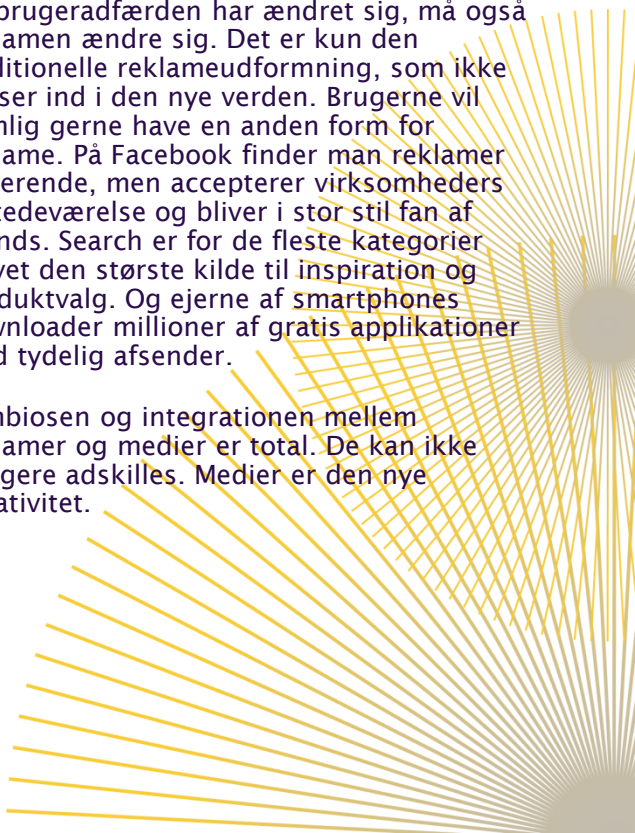 brugeradfærden har ændret sig, må også
amen ændre sig. Det er kun den
ditionelle reklameudformning, som ikke
ser ind i den nye verden. Brugerne vil
nlig gerne have en anden form for
ame. På Facebook finder man reklamer
erende, men accepterer virksomheders
tedeværelse og bliver i stor stil fan af
nds. Search er for de fleste kategorier
vet den største kilde til inspiration og
duktvalg. Og ejerne af smartphones
wnloader millioner af gratis applikationer
d tydelig afsender.
nbiosen og integrationen mellem
amer og medier er total. De kan ikke
gere adskilles. Medier er den nye
ativitet.